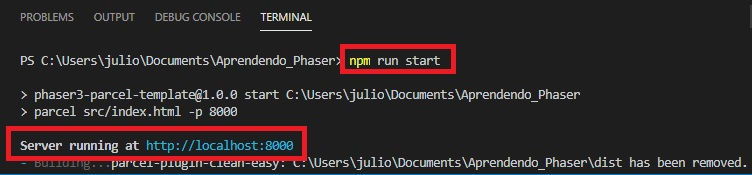 PROBLEMS OUTPUT DEBUG CONSOLE TERMINAL
PS C:\Users\julio\Documents\Aprendendo_Phaser> npm run start
> phaser3-parcel-template@1.0.0 start C:\Users\julio\Documents\Aprendendo_Phaser
> parcel src/index.html -p 8000
Server running at http://localhost:8000
- Building...parcel-plugin-clean-easy: C:\Users\julio\Documents\Aprendendo_Phaser\dist has been removed.